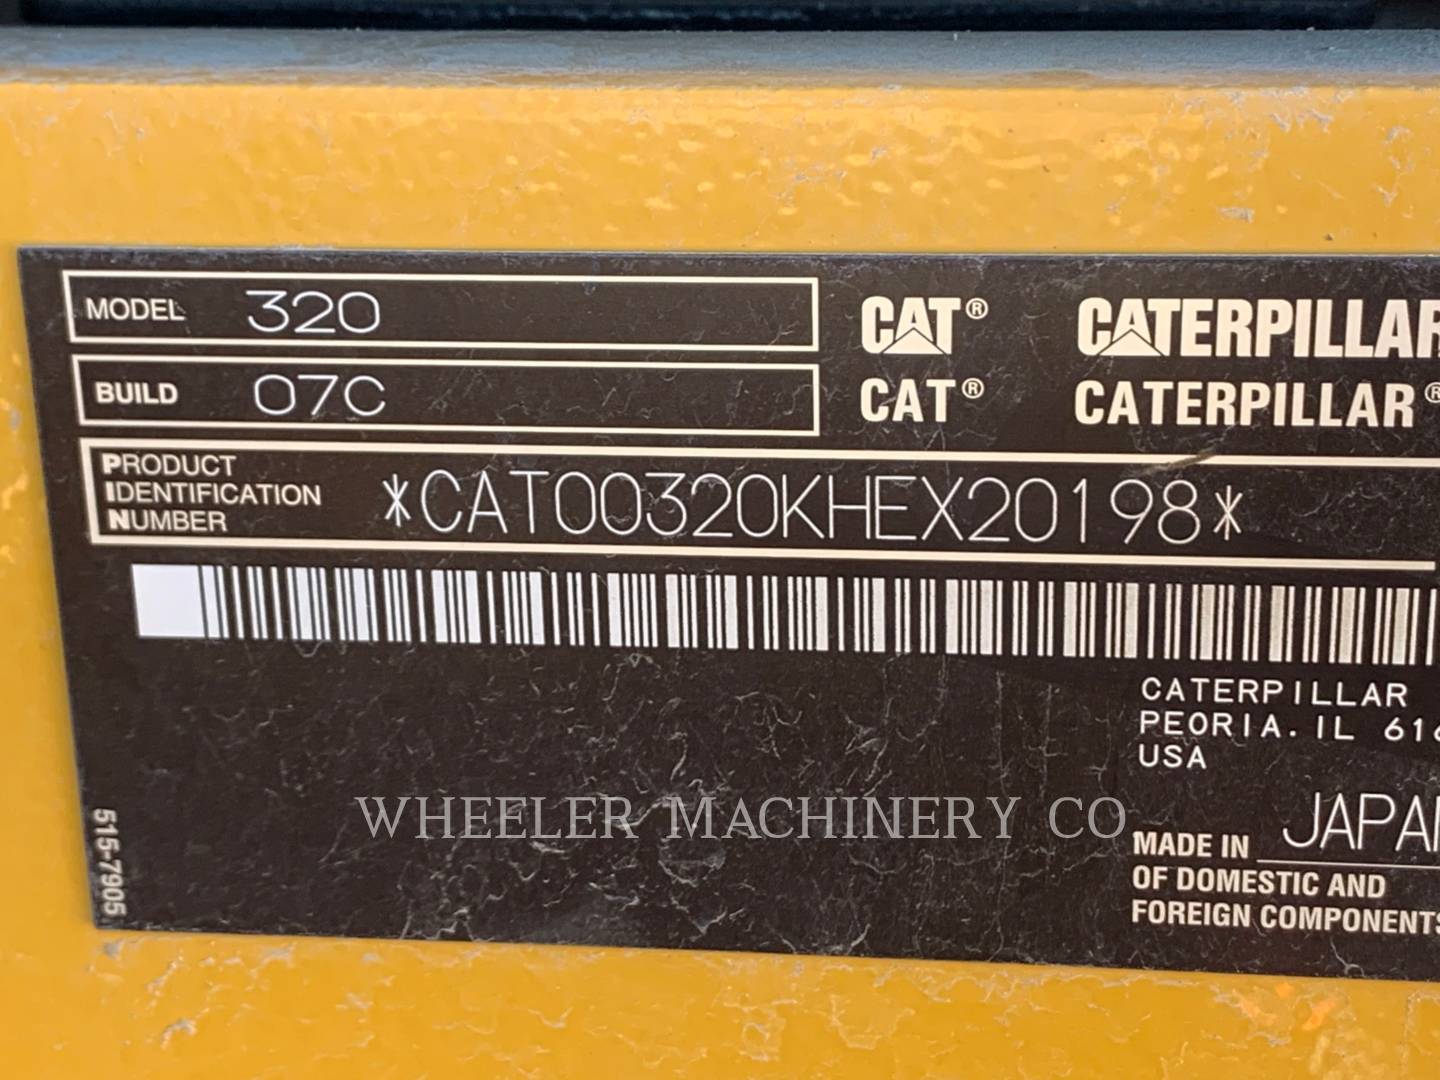 MODEL 320
CAT® CATERPILLAR
BUILD 07C
CAT® CATERPILLAR®
PRODUCT
IDENTIFICATION
NUMBER
*CAT00320KHEX20198*
CATERPILLAR
PEORIA. IL
USA
WHEELER MACHINERY CO
MADE IN JAPAN
OF DOMESTIC AND
FOREIGN COMPONENTS
515-7905